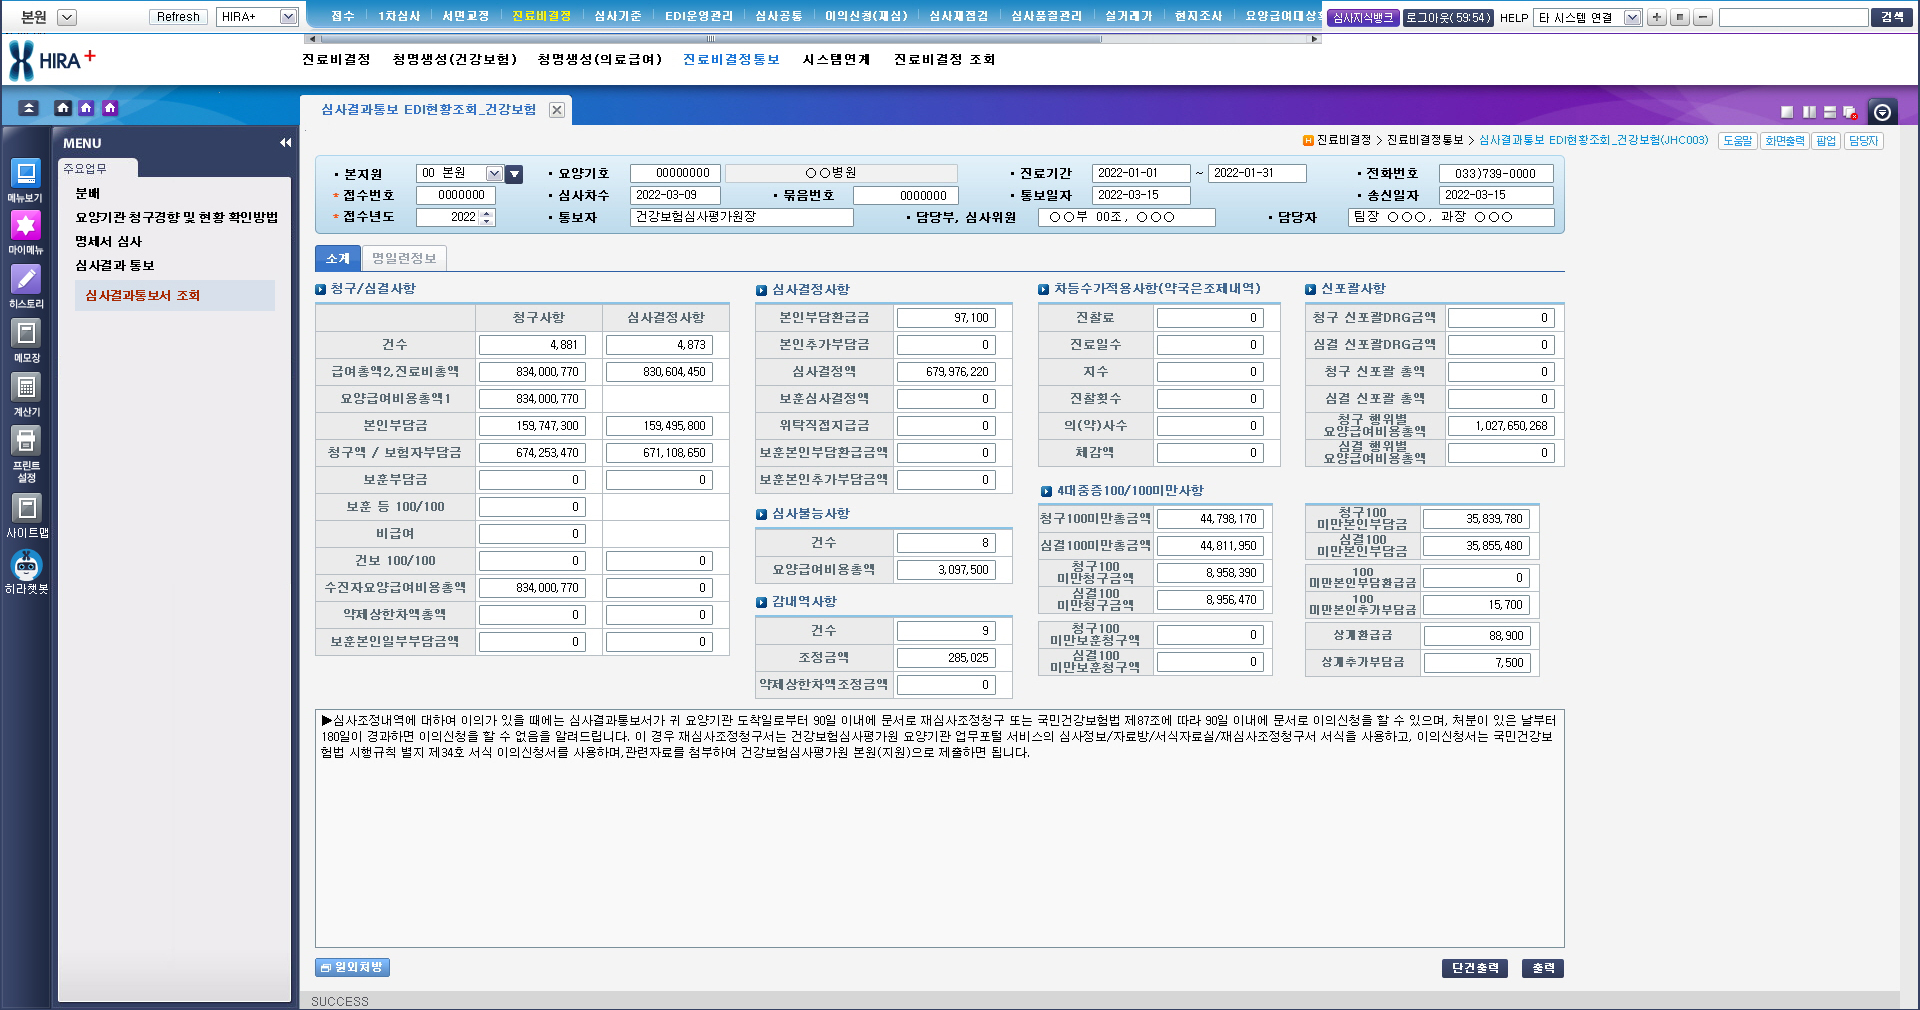 본원 Refresh HIRA+ 접수 1차심사 서면교정 진료비결정 심사기준 EDI운영관리 심사공통 이의신청(재심) 심사재점검 심사품질관리 실거래가 현지조사 요양급여대상 심사지식뱅크 로그아웃(59:54) HELP 타 시스템 연결 검색
HIRA+
진료비결정 청명생성(건강보험) 청명생성(의료급여) 진료비결정통보 시스템연계 진료비결정 조회
심사결과통보 EDI현황조회_건강보험
진료비결정 > 진료비결정통보 > 심사결과통보 EDI현황조회_건강보험(JHC003) 도움말 화면출력 팝업 담당자
메뉴보기
마이메뉴
히스토리
메모장
계산기
프린트
설정
사이트맵
히라챗봇
MENU
주요업무
분배
요양기관 청구경향 및 현황 확인방법
명세서 심사
심사결과 통보
심사결과통보서 조회
· 본지원 00 본원 · 요양기호 00000000 ○○병원 · 진료기간 2022-01-01 ~ 2022-01-31 · 전화번호 033)739-0000
* 접수번호 0000000 · 심사차수 2022-03-09 · 묶음번호 0000000 · 통보일자 2022-03-15 · 송신일자 2022-03-15
* 접수년도 2022 · 통보자 건강보험심사평가원장 · 담당부, 심사위원 ○○부 00조, ○○○ · 담당자 팀장 ○○○, 과장 ○○○
소계 명일련정보
청구/심결사항
청구사항 심사결정사항
건수 4,881 4,873
급여총액2,진료비총액 834,000,770 830,604,450
요양급여비용총액1 834,000,770
본인부담금 159,747,300 159,495,800
청구액 / 보험자부담금 674,253,470 671,108,650
보훈부담금 0 0
보훈 등 100/100 0
비급여 0
건보 100/100 0 0
수진자요양급여비용총액 834,000,770 0
약제상한차액총액 0 0
보훈본인일부부담금액 0 0
심사결정사항
본인부담환급금 97,100
본인추가부담금 0
심사결정액 679,976,220
보훈심사결정액 0
위탁직접지급금 0
보훈본인부담환급금액 0
보훈본인추가부담금액 0
심사불능사항
건수 8
요양급여비용총액 3,097,500
감내역사항
건수 9
조정금액 285,025
약제상한차액조정금액 0
차등수가적용사항(약국은조제내역)
진찰료 0
진료일수 0
지수 0
진찰횟수 0
의(약)사수 0
체감액 0
신포괄사항
청구 신포괄DRG금액 0
심결 신포괄DRG금액 0
청구 신포괄 총액 0
심결 신포괄 총액 0
청구 행위별
요양급여비용총액 1,027,650,268
심결 행위별
요양급여비용총액 0
4대중증100/100미만사항
청구100미만총금액 44,798,170
심결100미만총금액 44,811,950
청구100
미만청구금액 8,958,390
심결100
미만청구금액 8,956,470
청구100
미만보훈청구액 0
심결100
미만보훈청구액 0
청구100
미만본인부담금 35,839,780
심결100
미만본인부담금 35,855,480
100
미만본인부담환급금 0
100
미만본인추가부담금 15,700
상계환급금 88,900
상계추가부담금 7,500
▶심사조정내역에 대하여 이의가 있을 때에는 심사결과통보서가 귀 요양기관 도착일로부터 90일 이내에 문서로 재심사조정청구 또는 국민건강보험법 제87조에 따라 90일 이내에 문서로 이의신청을 할 수 있으며, 처분이 있은 날부터
180일이 경과하면 이의신청을 할 수 없음을 알려드립니다. 이 경우 재심사조정청구서는 건강보험심사평가원 요양기관 업무포털 서비스의 심사정보/자료방/서식자료실/재심사조정청구서 서식을 사용하고, 이의신청서는 국민건강보
험법 시행규칙 별지 제34호 서식 이의신청서를 사용하며,관련자료를 첨부하여 건강보험심사평가원 본원(지원)으로 제출하면 됩니다.
원외처방 단건출력 출력
SUCCESS